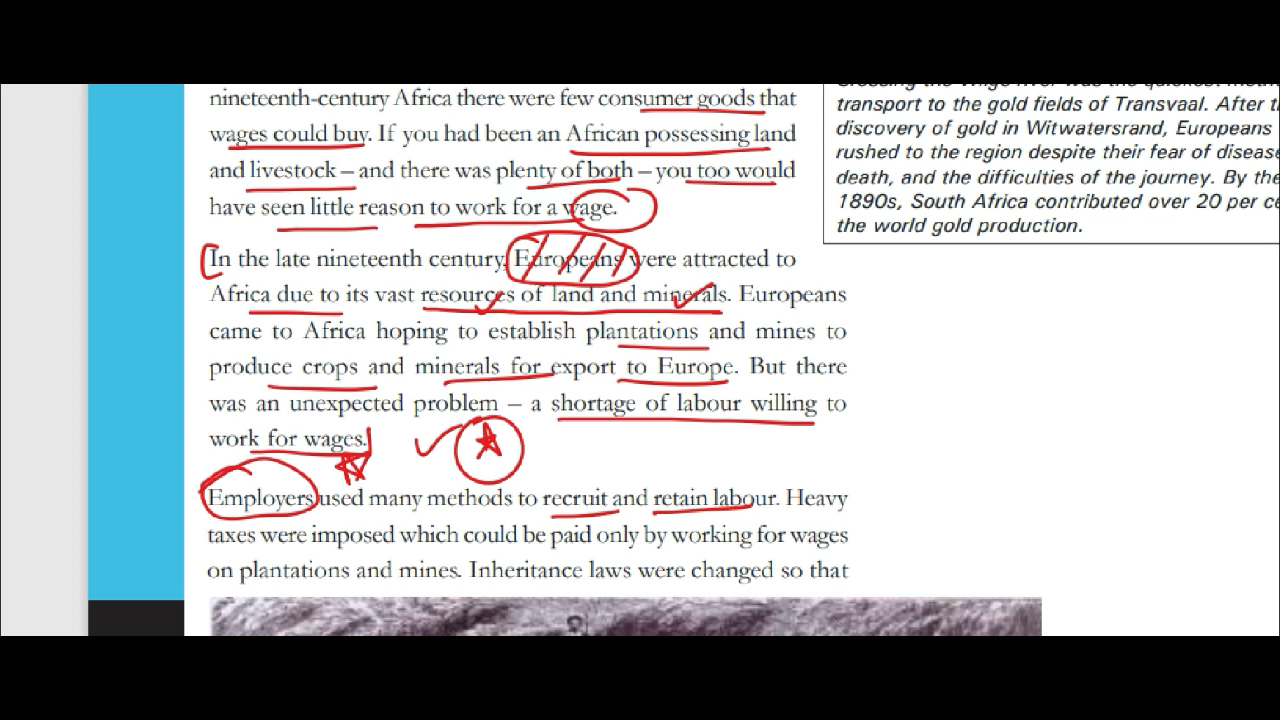 nineteenth-century Africa there were few consumer goods that
wages could buy. If you had been an African possessing land
and livestock – and there was plenty of both – you too would
have seen little reason to work for a wage.
In the late nineteenth century, Europeans were attracted to
Africa due to its vast resources of land and minerals. Europeans
came to Africa hoping to establish plantations and mines to
produce crops and minerals for export to Europe. But there
was an unexpected problem – a shortage of labour willing to
work for wages.
Employers used many methods to recruit and retain labour. Heavy
taxes were imposed which could be paid only by working for wages
on plantations and mines. Inheritance laws were changed so that
transport to the gold fields of Transvaal. After
discovery of gold in Witwatersrand, Europeans
rushed to the region despite their fear of
death, and the difficulties of the journey. By the
1890s, South Africa contributed over 20 per
the world gold production.